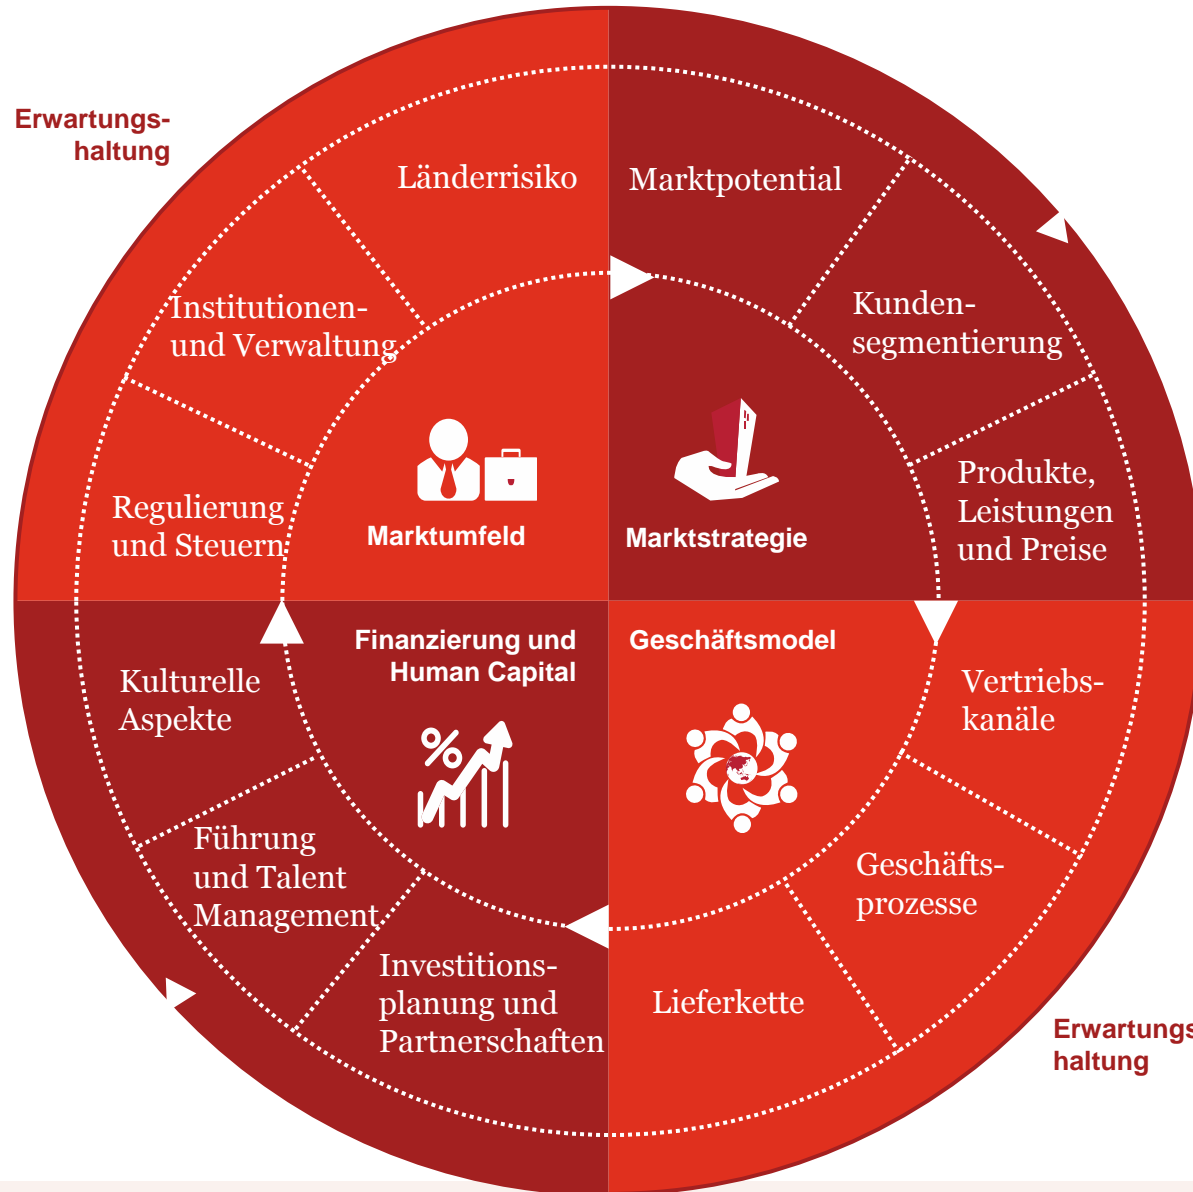 Erwartungs-
haltung
Länderrisiko
Marktpotential
Institutionen-
und Verwaltung
Kunden-
segmentierung
Regulierung
und Steuern
Produkte,
Leistungen
und Preise
Marktumfeld
Marktstrategie
Finanzierung und
Human Capital
Geschäftsmodel
Kulturelle
Aspekte
Vertriebs-
kanäle
%
Führung
und Talent
Management
Geschäfts-
prozesse
Investitions-
planung und
Partnerschaften
Lieferkette
Erwartungs
haltung